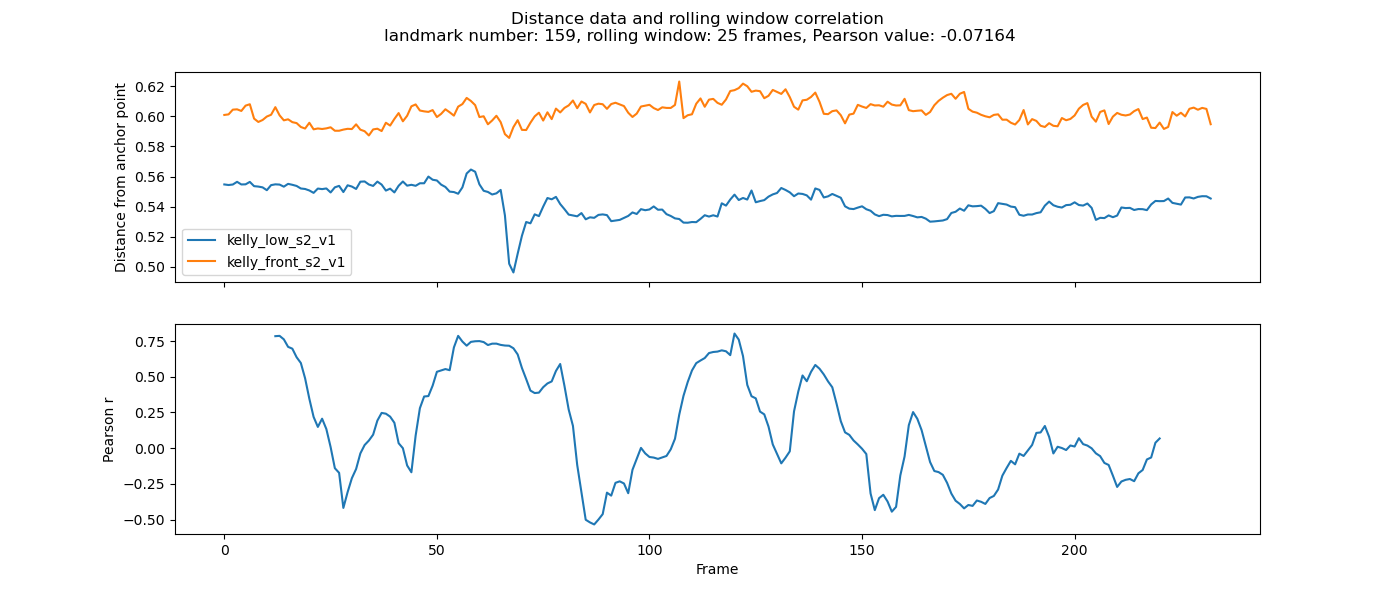 Distance data and rolling window correlation
landmark number: 159, rolling window: 25 frames, Pearson value: -0.07164
Distance from anchor point
0.62
0.60
0.58
0.56
0.54
0.52
0.50
kelly_low_s2_v1
kelly_front_s2_v1
Pearson r
0.75
0.50
0.25
0.00
−0.25
−0.50
0 50 100 150 200
Frame